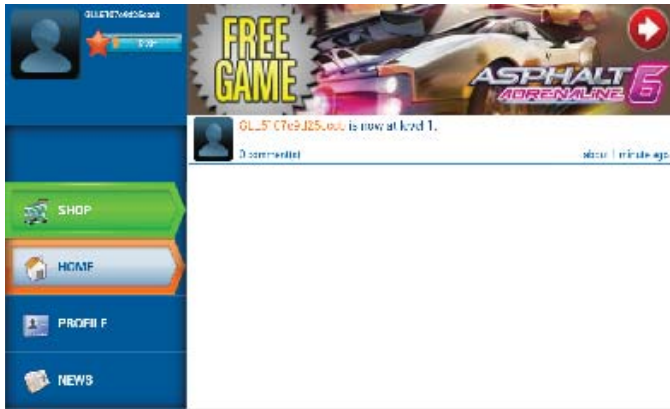 FREE
GAME
ASPHALT 6
ADRENALINE
is now at level 1.
0 comment(s)
about 1 minute ago
SHOP
HOME
PROFILE
NEWS